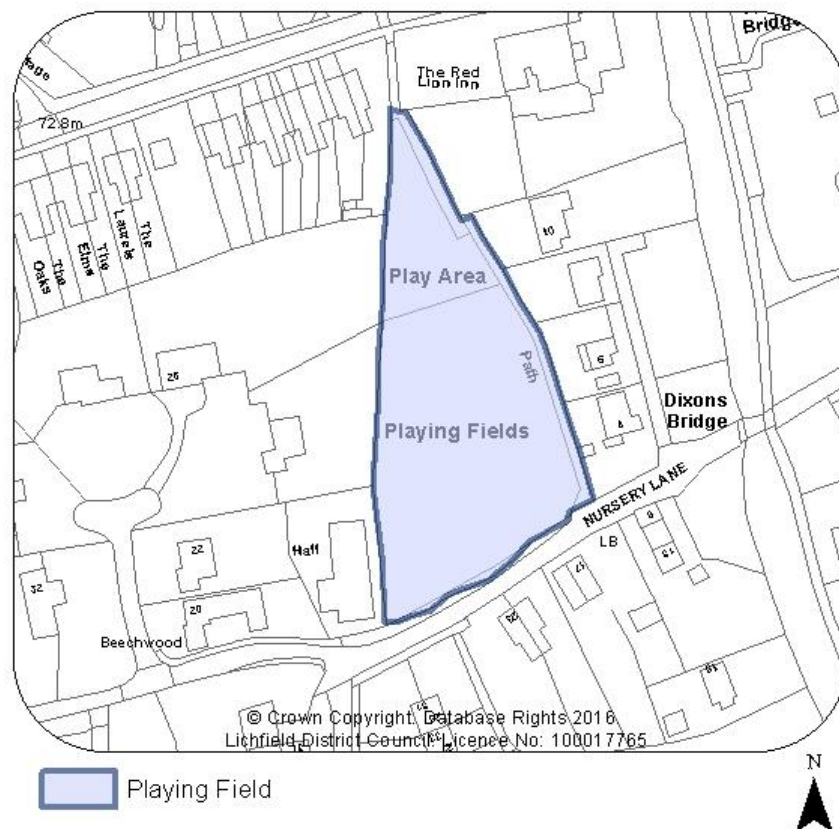 Bridge
The Red
Lion Inn
72.8m
10
The
Laurels
The
Elms
The
Oaks
Play Area
Path
6
26
Dixons
Bridge
4
Playing Fields
NURSERY LANE
Hall
LB
22
17
32
20
Beechwood
© Crown Copyright. Database Rights 2016
Lichfield District Council. Licence No: 100017765
Playing Field
N